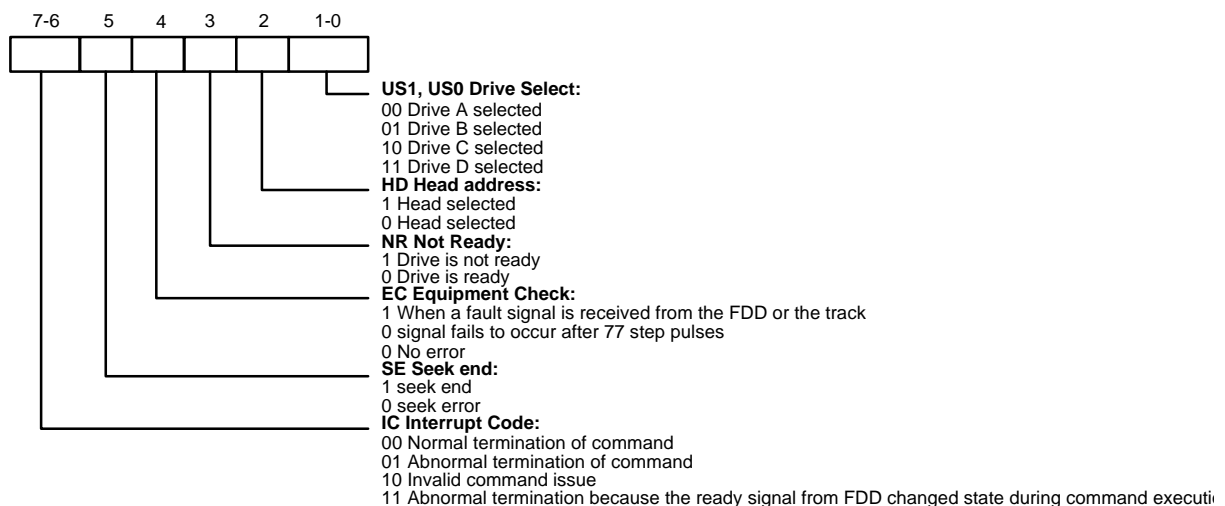 7-6 5 4 3 2 1-0
US1, US0 Drive Select:
00 Drive A selected
01 Drive B selected
10 Drive C selected
11 Drive D selected
HD Head address:
1 Head selected
0 Head selected
NR Not Ready:
1 Drive is not ready
0 Drive is ready
EC Equipment Check:
1 When a fault signal is received from the FDD or the track
0 signal fails to occur after 77 step pulses
0 No error
SE Seek end:
1 seek end
0 seek error
IC Interrupt Code:
00 Normal termination of command
01 Abnormal termination of command
10 Invalid command issue
11 Abnormal termination because the ready signal from FDD changed state during command